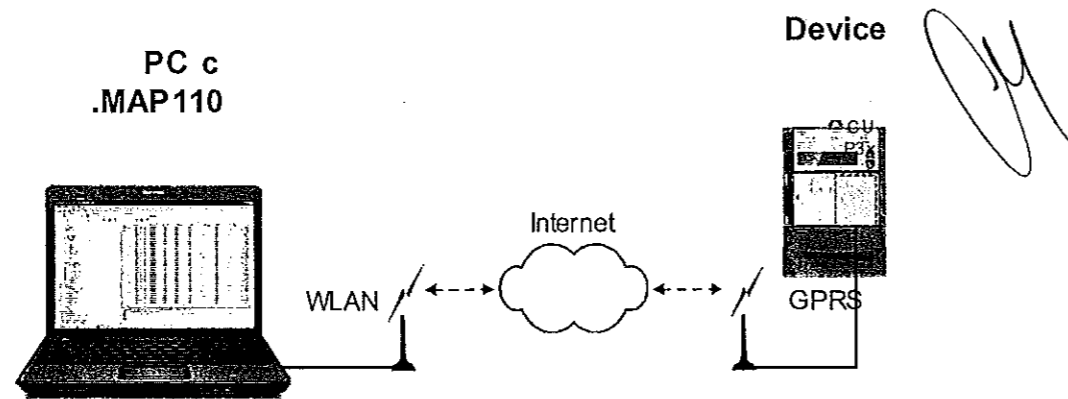 Device
PC c
.MAP110
Internet
WLAN
GPRS